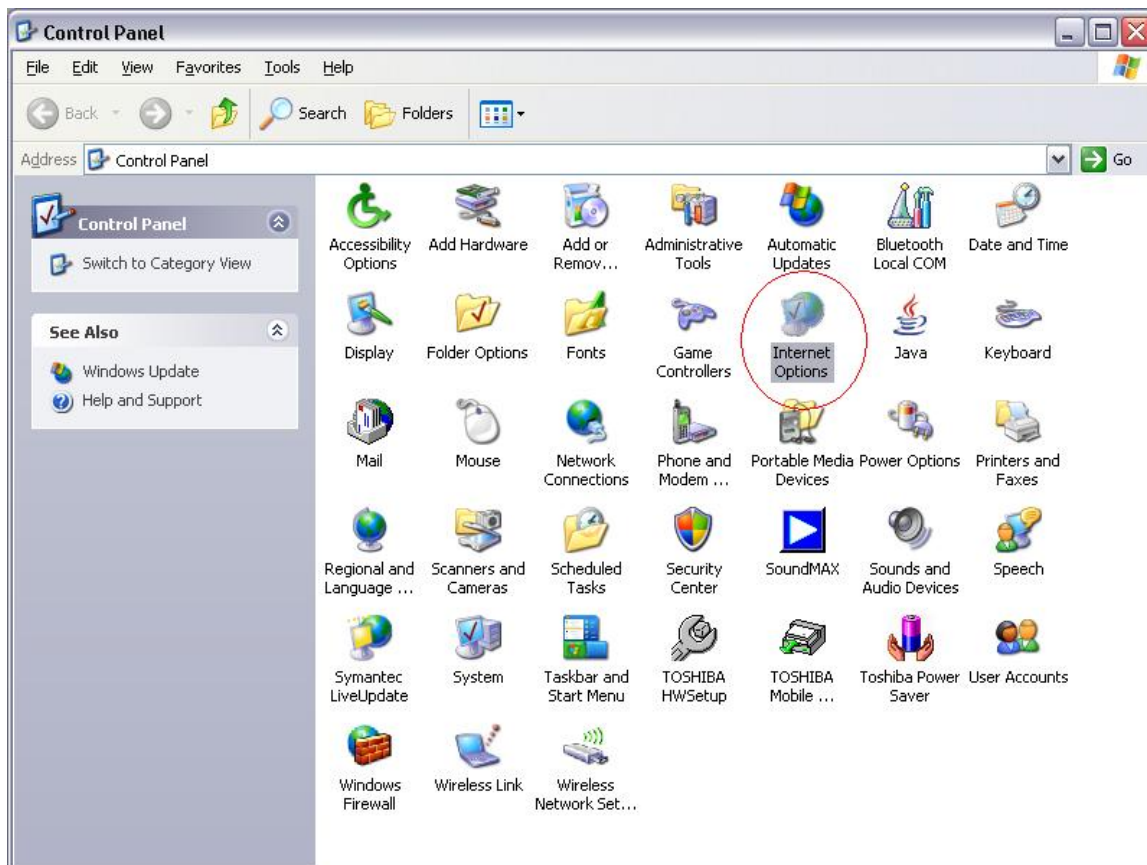 Control Panel
File Edit View Favorites Tools Help
Back Search Folders
Address Control Panel Go
Control Panel
Switch to Category View
See Also
Windows Update
Help and Support
Accessibility Options
Add Hardware
Add or Remov...
Administrative Tools
Automatic Updates
Bluetooth Local COM
Date and Time
Display
Folder Options
Fonts
Game Controllers
Internet Options
Java
Keyboard
Mail
Mouse
Network Connections
Phone and Modem ...
Portable Media Devices
Power Options
Printers and Faxes
Regional and Language ...
Scanners and Cameras
Scheduled Tasks
Security Center
SoundMAX
Sounds and Audio Devices
Speech
Symantec LiveUpdate
System
Taskbar and Start Menu
TOSHIBA HWSetup
TOSHIBA Mobile ...
Toshiba Power Saver
User Accounts
Windows Firewall
Wireless Link
Wireless Network Set...